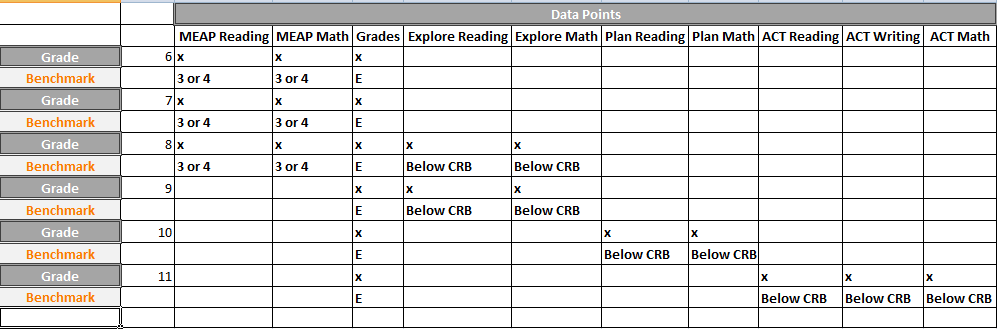 Data Points
MEAP Reading MEAP Math Grades Explore Reading Explore Math Plan Reading Plan Math ACT Reading ACT Writing ACT Math
Grade 6 x x x
Benchmark 3 or 4 3 or 4 E
Grade 7 x x x
Benchmark 3 or 4 3 or 4 E
Grade 8 x x x x x
Benchmark 3 or 4 3 or 4 E Below CRB Below CRB
Grade 9 x x x
Benchmark E Below CRB Below CRB
Grade 10 x x x
Benchmark E Below CRB Below CRB
Grade 11 x x x x
Benchmark E Below CRB Below CRB Below CRB